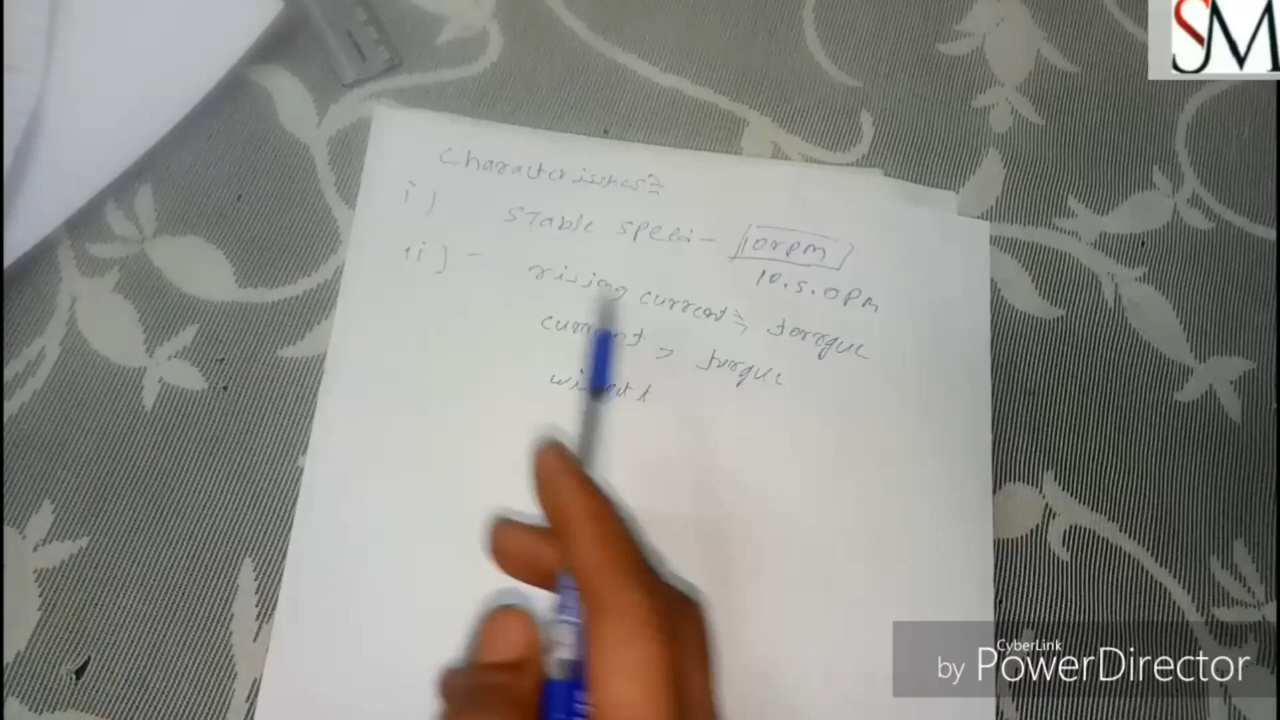 SM
Characteristics?
i) Stable speed - 10rpm
10.5.0pm
ii) - rising current = torque
current > torque
CyberLink
by PowerDirector